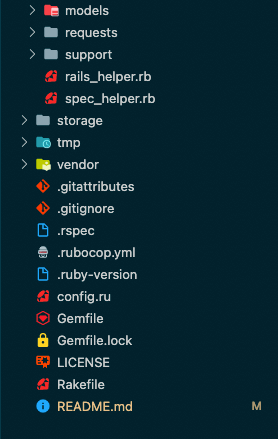 models
requests
support
rails_helper.rb
spec_helper.rb
storage
tmp
vendor
.gitattributes
.gitignore
.rspec
.rubocop.yml
.ruby-version
config.ru
Gemfile
Gemfile.lock
LICENSE
Rakefile
README.md M